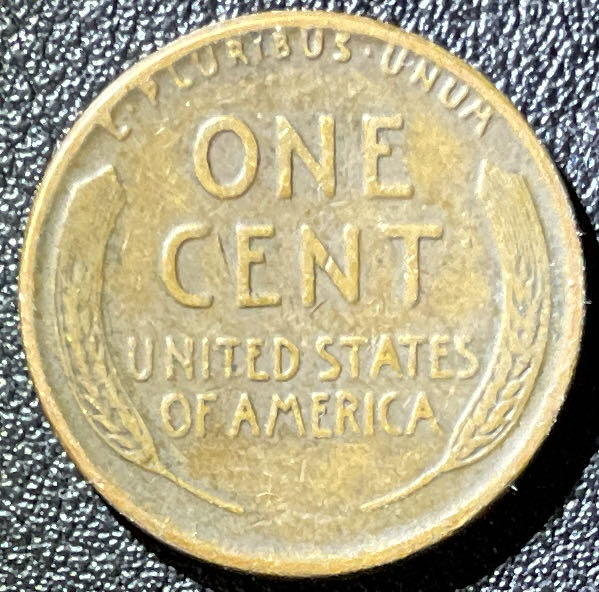 E·PLURIBUS·UNUM
ONE
CENT
UNITED STATES
OF AMERICA